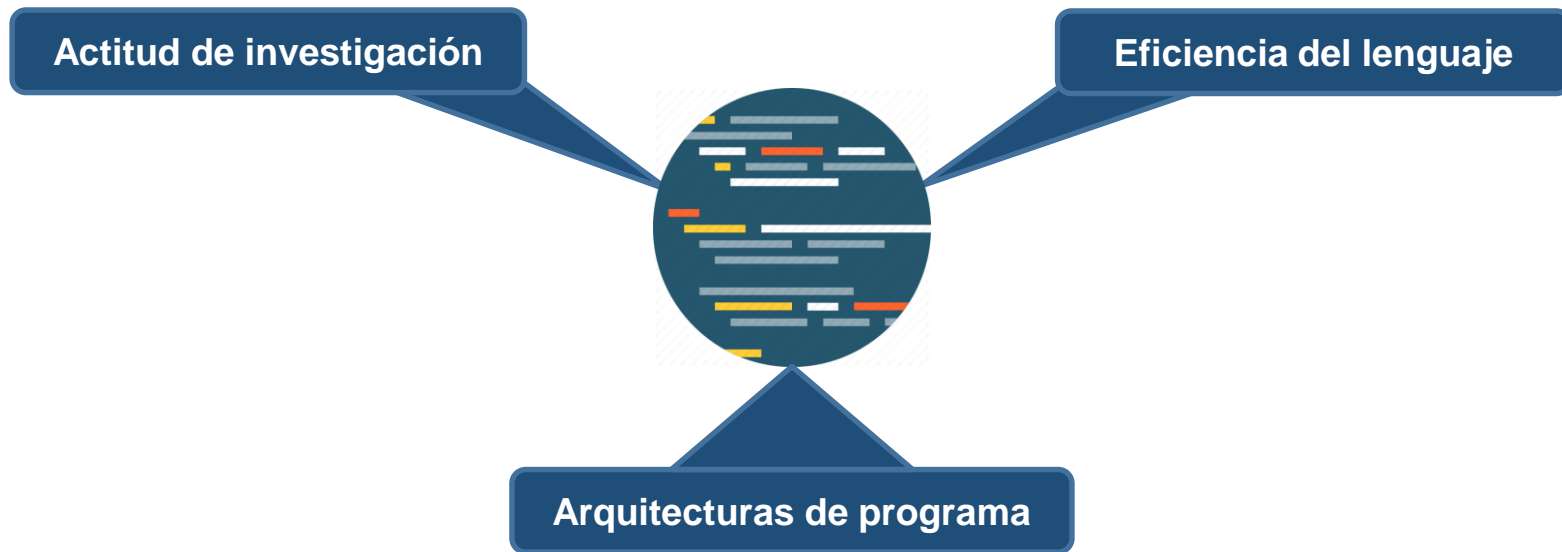 Actitud de investigación
Eficiencia del lenguaje
Arquitecturas de programa